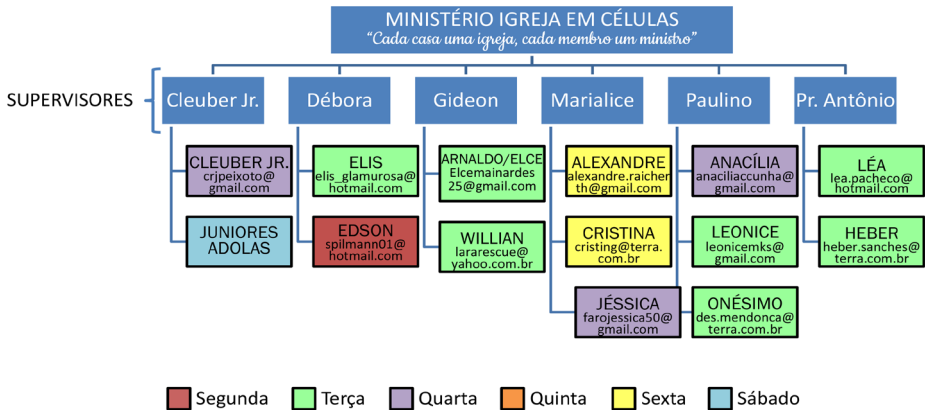 MINISTÉRIO IGREJA EM CÉLULAS
“Cada casa uma igreja, cada membro um ministro”
SUPERVISORES
Cleuber Jr.
Débora
Gideon
Marialice
Paulino
Pr. Antônio
CLEUBER JR.
crjpeixoto@
gmail.com
ELIS
elis_glamurosa@
hotmail.com
ARNALDO/ELCE
Elcemainardes
25@gmail.com
ALEXANDRE
alexandre.raicher
th@gmail.com
ANACÍLIA
anaciliaccunha@
gmail.com
LÉA
lea.pacheco@
hotmail.com
JUNIORES
ADOLAS
EDSON
spilmann01@
hotmail.com
WILLIAN
lararescue@
yahoo.com.br
CRISTINA
cristing@terra.
com.br
LEONICE
leonicemks@
gmail.com
HEBER
heber.sanches@
terra.com.br
JÉSSICA
farojessica50@
gmail.com
ONÉSIMO
des.mendonca@
terra.com.br
Segunda
Terça
Quarta
Quinta
Sexta
Sábado